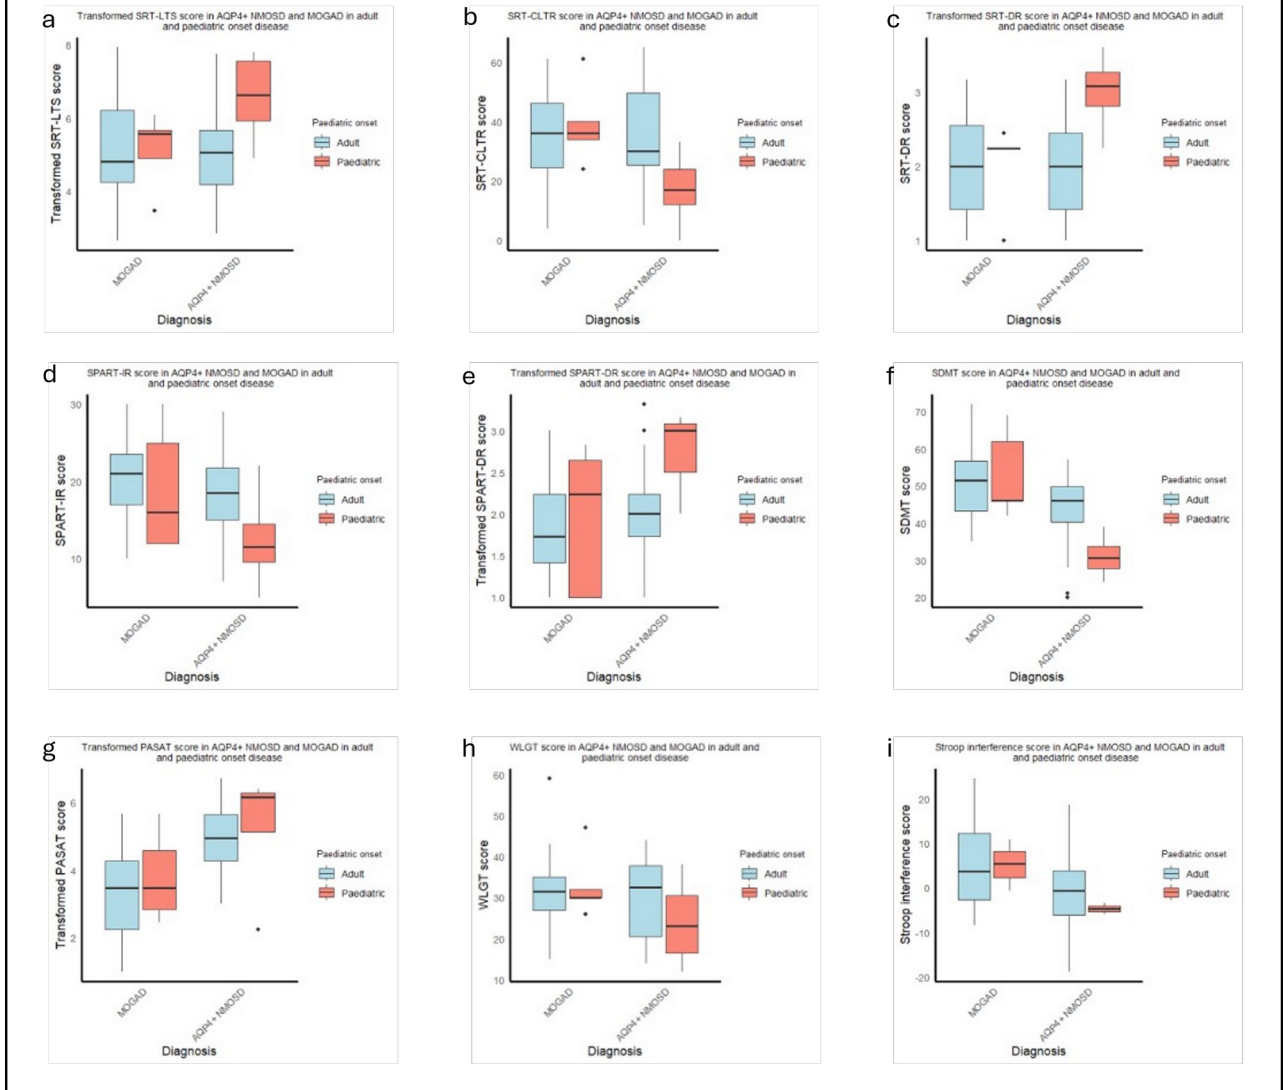 a
Transformed SRT-LTS score in AQP4+ NMOSD and MOGAD in adult
and paediatric onset disease
Transformed SRT-LTS score
8
6
4
MOGAD
AQP4+ NMOSD
Diagnosis
Paediatric onset
Adult
Paediatric
b
SRT-CLTR score in AQP4+ NMOSD and MOGAD in adult
and paediatric onset disease
SRT-CLTR score
60
40
20
0
MOGAD
AQP4+ NMOSD
Diagnosis
Paediatric onset
Adult
Paediatric
c
Transformed SRT-DR score in AQP4+ NMOSD and MOGAD in adult
and paediatric onset disease
SRT-DR score
3
2
1
MOGAD
AQP4+ NMOSD
Diagnosis
Paediatric onset
Adult
Paediatric
d
SPART-IR score in AQP4+ NMOSD and MOGAD in adult
and paediatric onset disease
SPART-IR score
30
20
10
MOGAD
AQP4+ NMOSD
Diagnosis
Paediatric onset
Adult
Paediatric
e
Transformed SPART-DR score in AQP4+ NMOSD and MOGAD in
adult and paediatric onset disease
Transformed SPART-DR score
3.0
2.5
2.0
1.5
1.0
MOGAD
AQP4+ NMOSD
Diagnosis
Paediatric onset
Adult
Paediatric
f
SDMT score in AQP4+ NMOSD and MOGAD in adult and
paediatric onset disease
SDMT score
70
60
50
40
30
20
MOGAD
AQP4+ NMOSD
Diagnosis
Paediatric onset
Adult
Paediatric
g
Transformed PASAT score in AQP4+ NMOSD and MOGAD in adult
and paediatric onset disease
Transformed PASAT score
6
4
2
MOGAD
AQP4+ NMOSD
Diagnosis
Paediatric onset
Adult
Paediatric
h
WLGT score in AQP4+ NMOSD and MOGAD in adult and
paediatric onset disease
WLGT score
60
50
40
30
20
10
MOGAD
AQP4+ NMOSD
Diagnosis
Paediatric onset
Adult
Paediatric
i
Stroop inrterference score in AQP4+ NMOSD and MOGAD in adult
and paediatric onset disease
Stroop interference score
20
10
0
-10
-20
MOGAD
AQP4+ NMOSD
Diagnosis
Paediatric onset
Adult
Paediatric